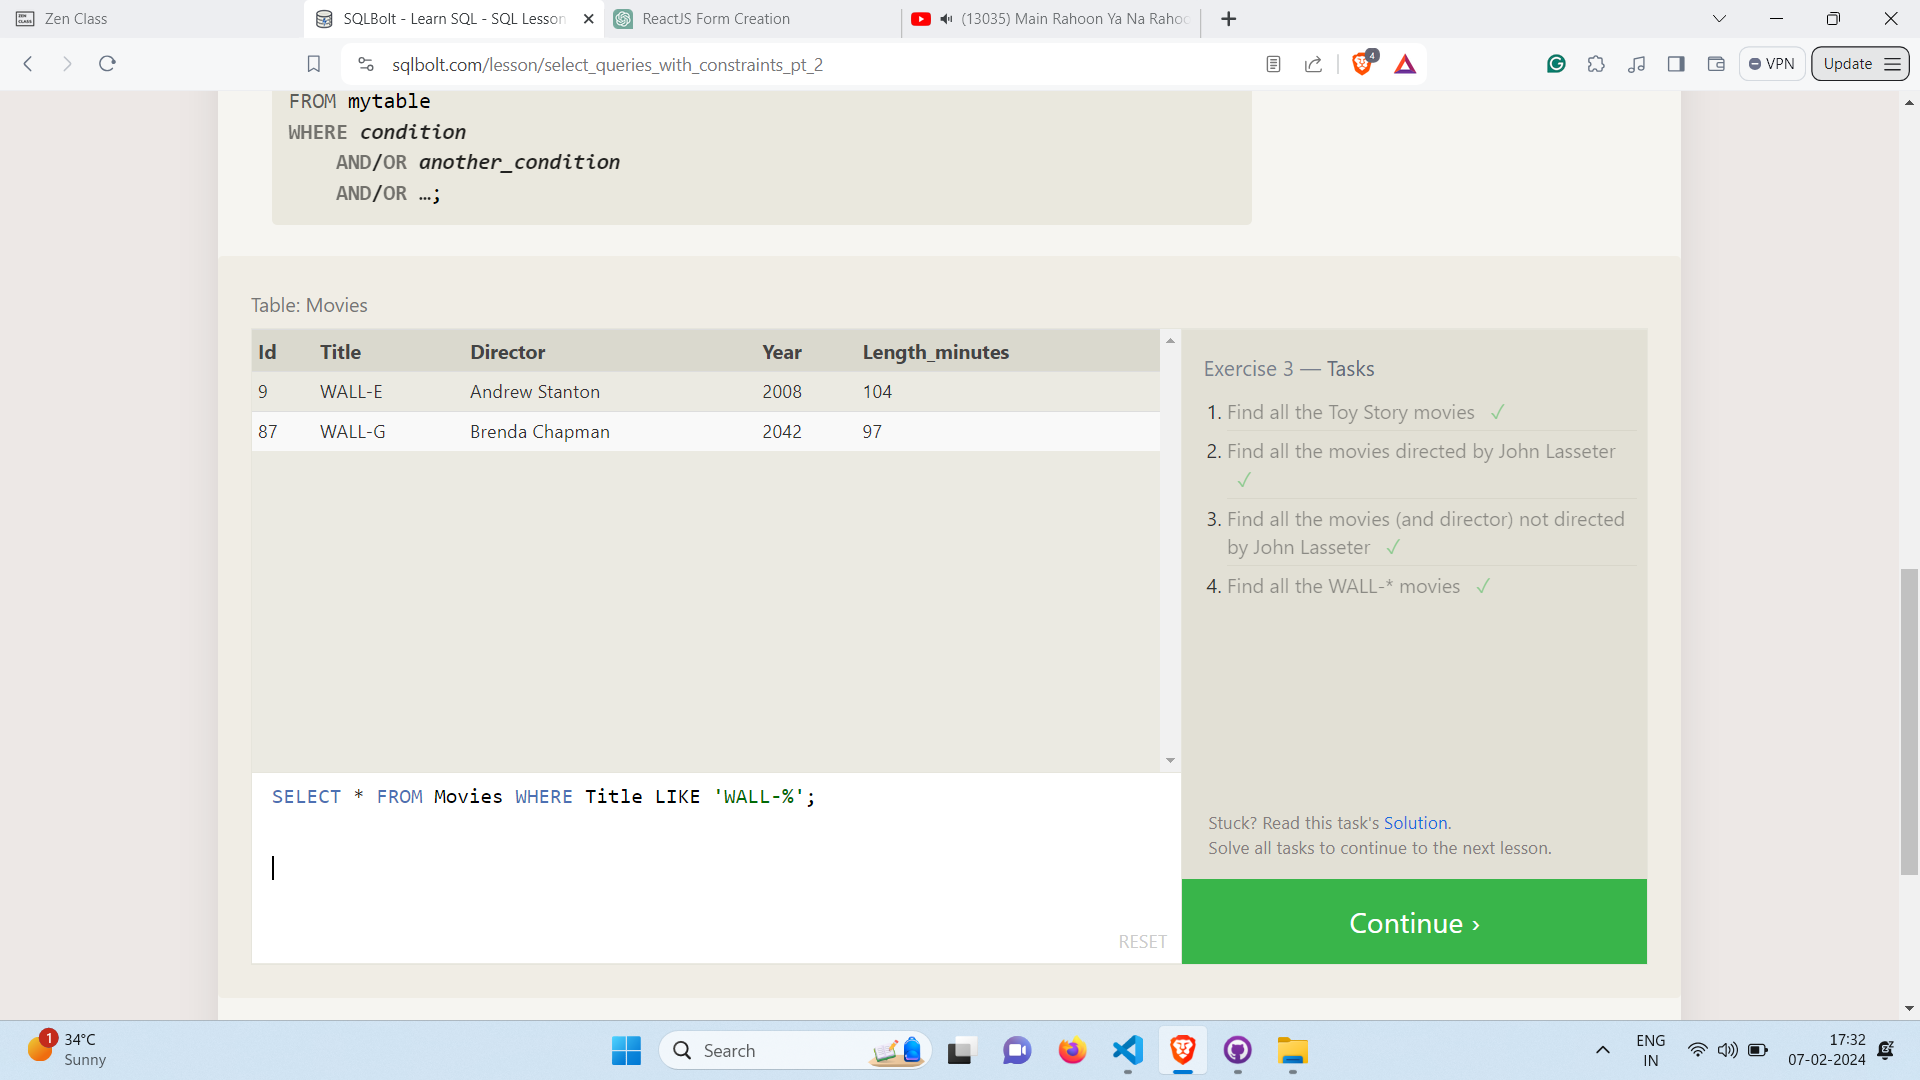 Zen Class
SQLBolt - Learn SQL - SQL Lesson
ReactJS Form Creation
(13035) Main Rahoon Ya Na Rahoo
sqlbolt.com/lesson/select_queries_with_constraints_pt_2
4
VPN
Update
FROM mytable
WHERE condition
AND/OR another_condition
AND/OR …;
Table: Movies
Id Title Director Year Length_minutes
9 WALL-E Andrew Stanton 2008 104
87 WALL-G Brenda Chapman 2042 97
SELECT * FROM Movies WHERE Title LIKE 'WALL-%';
RESET
Exercise 3 — Tasks
1. Find all the Toy Story movies ✓
2. Find all the movies directed by John Lasseter
✓
3. Find all the movies (and director) not directed
by John Lasseter ✓
4. Find all the WALL-* movies ✓
Stuck? Read this task's Solution.
Solve all tasks to continue to the next lesson.
Continue ›
1
34°C
Sunny
Search
ENG
IN
17:32
07-02-2024